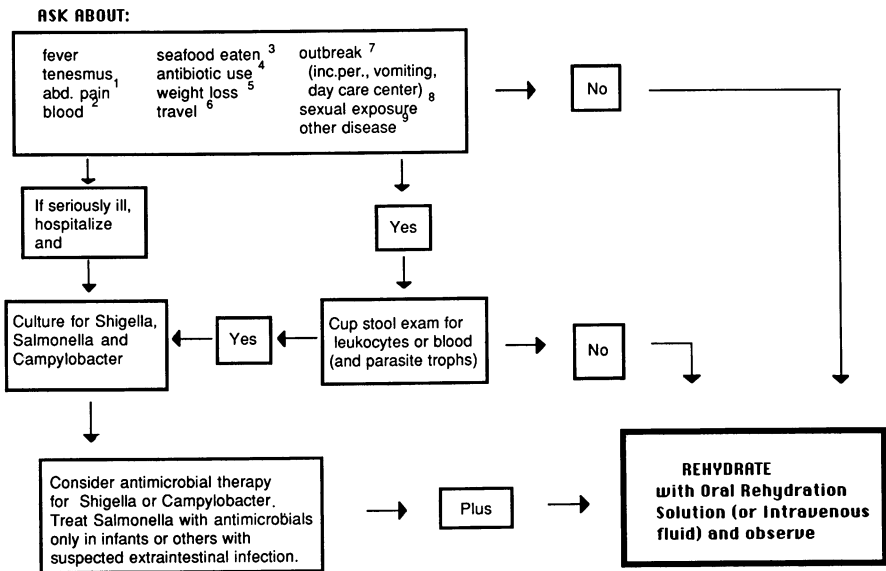 ASK ABOUT:
fever
tenesmus
abd. pain 1
blood 2
seafood eaten 3
antibiotic use 4
weight loss 5
travel 6
outbreak 7
(inc.per., vomiting,
day care center)
sexual exposure 8
other disease 9
No
If seriously ill,
hospitalize
and
Yes
Culture for Shigella,
Salmonella and
Campylobacter
Yes
Cup stool exam for
leukocytes or blood
(and parasite trophs)
No
Consider antimicrobial therapy
for Shigella or Campylobacter.
Treat Salmonella with antimicrobials
only in infants or others with
suspected extraintestinal infection.
Plus
REHYDRATE
with Oral Rehydration
Solution (or Intravenous
fluid) and observe